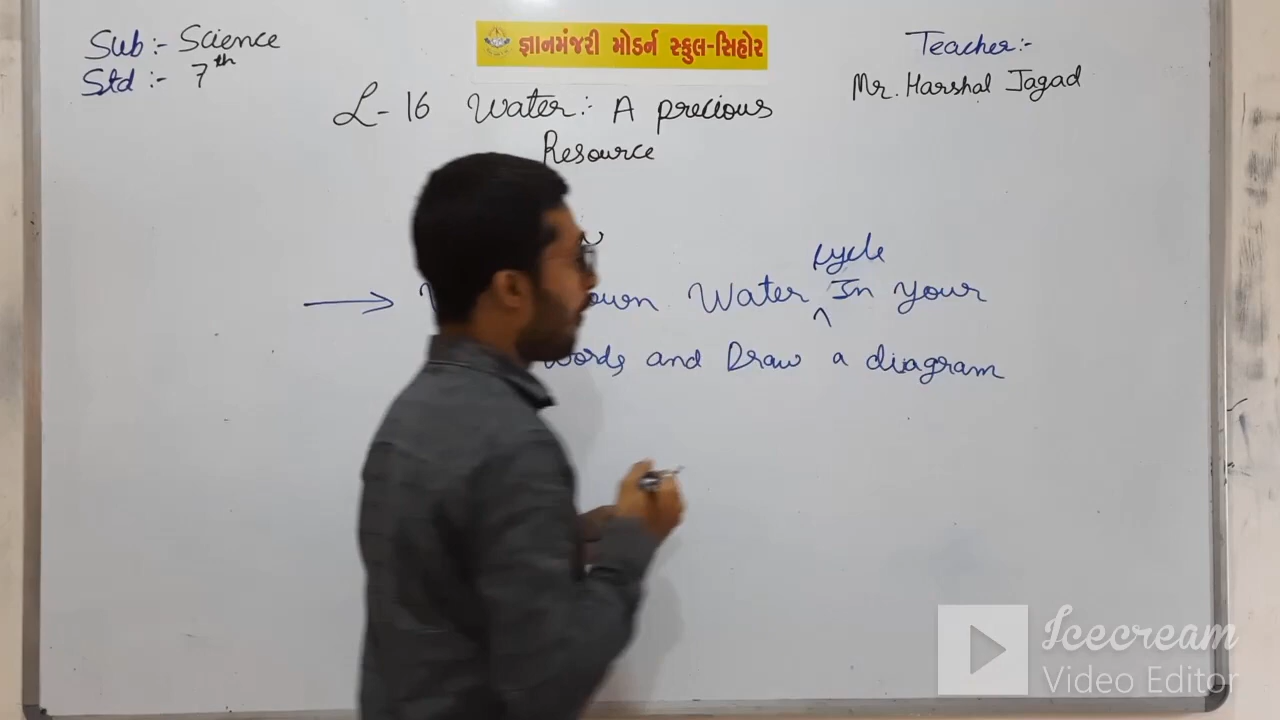 Sub:- Science
Std :- 7th
જ્ઞાનમંજરી મોડર્ન સ્કુલ-સિહોર
Teacher:-
Mr. Harshal Jagad
L- 16 Water: A precious
Resource
Water cycle In your
words and Draw a diagram
Icecream
Video Editor